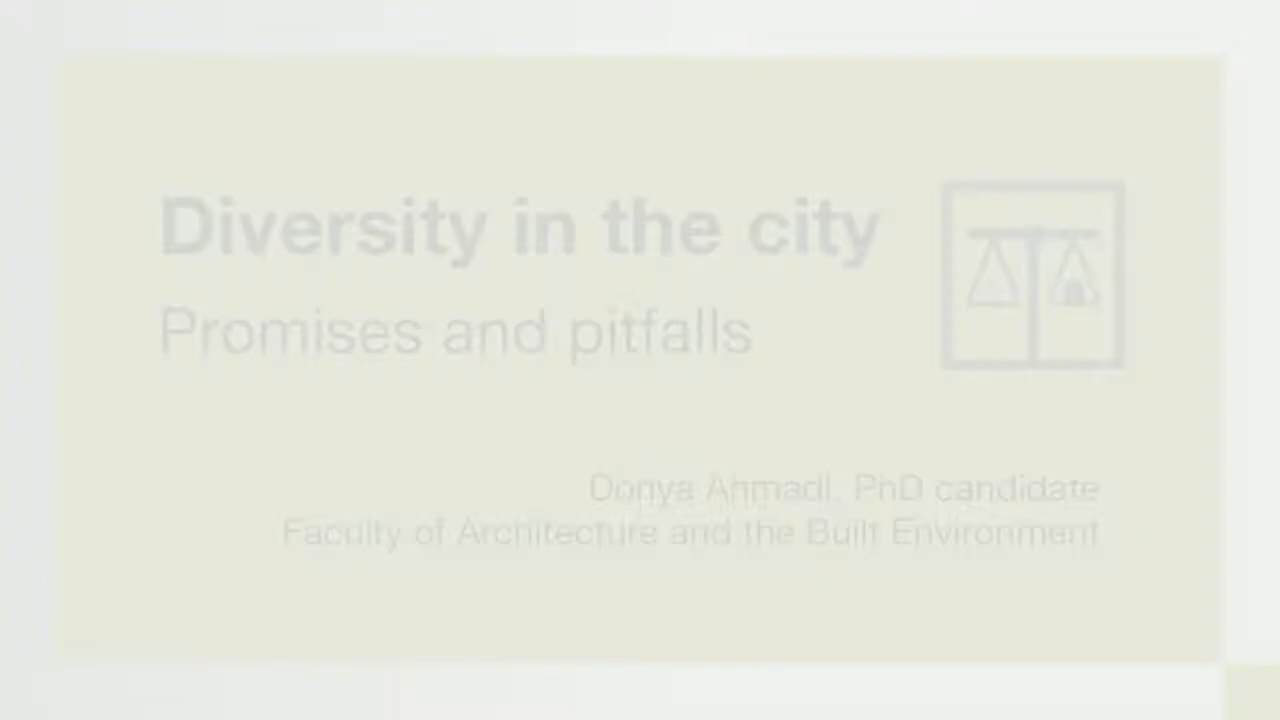 Diversity in the city
Promises and pitfalls
Donya Ahmadi, PhD candidate
Faculty of Architecture and the Built Environment